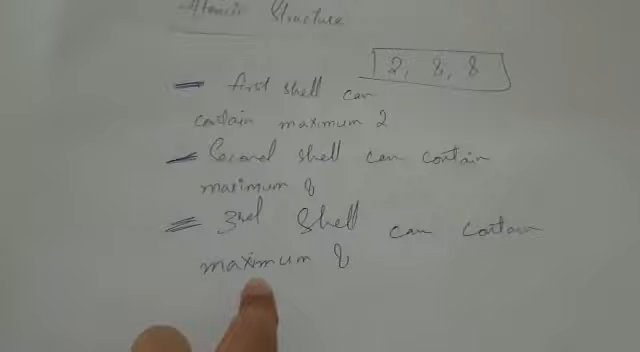 Atomic Structure
2, 8, 8
first shell can
contain maximum 2
Second shell can contain
maximum 8
3rd shell can contain
maximum 8